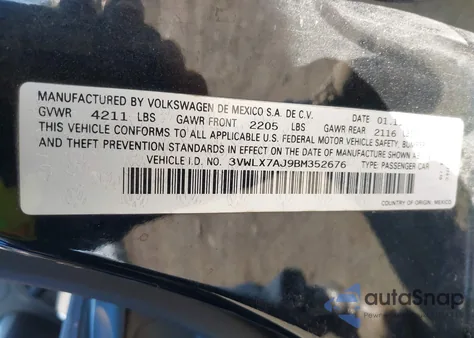 MANUFACTURED BY VOLKSWAGEN DE MEXICO S.A. DE C.V.
GVWR 4211 LBS GAWR FRONT 2205 LBS GAWR REAR 2116
DATE 01.1
THIS VEHICLE CONFORMS TO ALL APPLICABLE U.S. FEDERAL MOTOR VEHICLE SAFETY,
AND THEFT PREVENTION STANDARDS IN EFFECT ON THE DATE OF MANUFACTURE SHOWN
VEHICLE I.D. NO. 3VWLX7AJ9BM352676 TYPE: PASSENGER CAR
COUNTRY OF ORIGIN: MEXICO
autoSnap